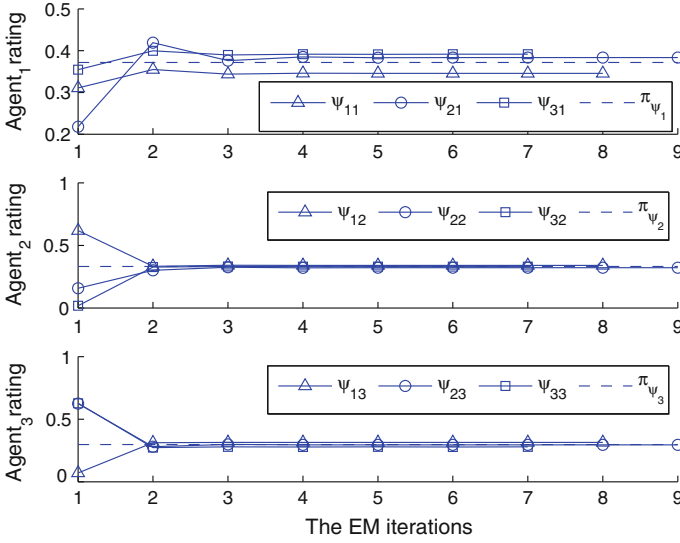 Agent₁ rating
0.5
0.4
0.3
0.2
ψ₁₁ ψ₂₁ ψ₃₁ π_ψ₁
1 2 3 4 5 6 7 8 9
Agent₂ rating
1
0.5
0
ψ₁₂ ψ₂₂ ψ₃₂ π_ψ₂
1 2 3 4 5 6 7 8 9
Agent₃ rating
1
0.5
0
ψ₁₃ ψ₂₃ ψ₃₃ π_ψ₃
1 2 3 4 5 6 7 8 9
The EM iterations